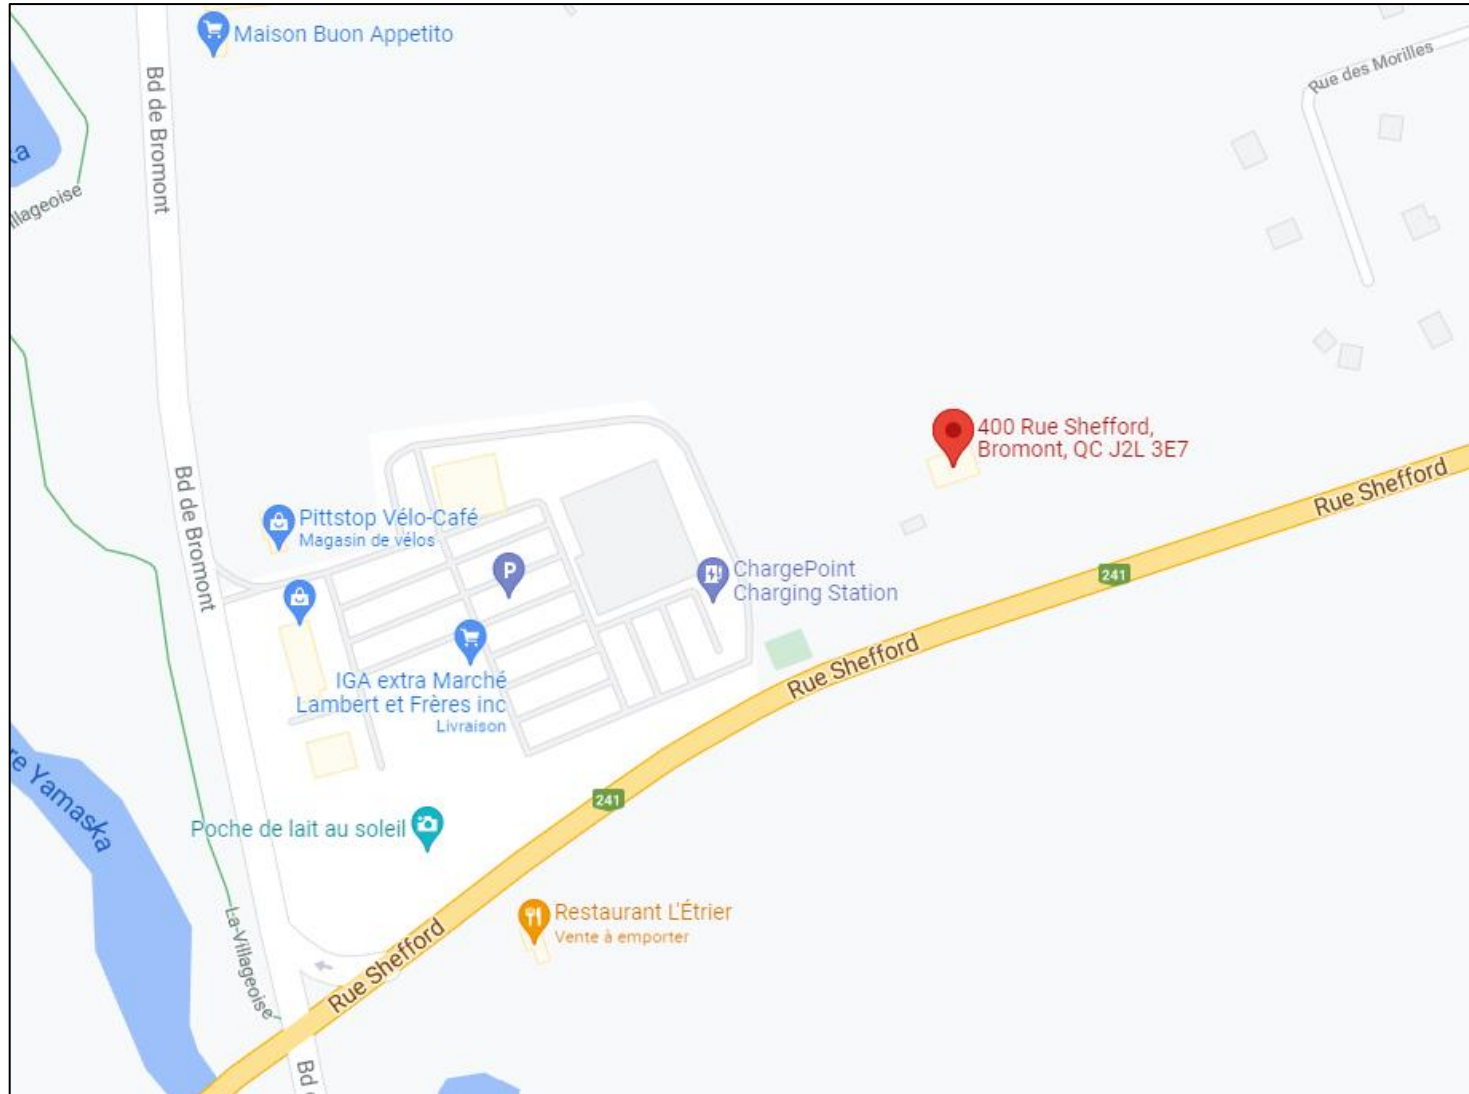 Maison Buon Appetito
Rue des Morilles
Bd de Bromont
400 Rue Shefford,
Bromont, QC J2L 3E7
Rue Shefford
Bd de Bromont
Pittstop Vélo-Café
Magasin de vélos
P
ChargePoint
Charging Station
241
Rue Shefford
IGA extra Marché
Lambert et Frères inc
Livraison
241
Poche de lait au soleil
Restaurant L'Étrier
Vente à emporter
La-Villageoise
Rue Shefford
Yamaska
Bd